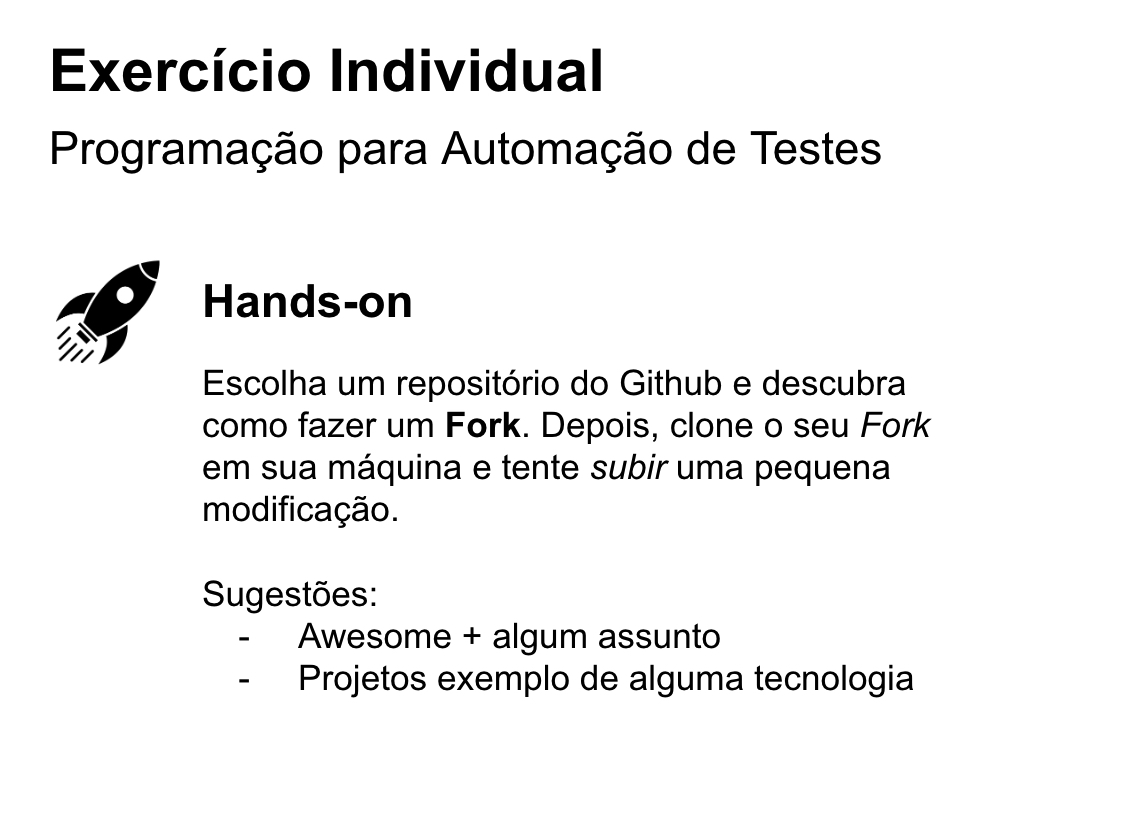 Exercício Individual
Programação para Automação de Testes
Hands-on
Escolha um repositório do Github e descubra
como fazer um Fork. Depois, clone o seu Fork
em sua máquina e tente subir uma pequena
modificação.
Sugestões:
- Awesome + algum assunto
- Projetos exemplo de alguma tecnologia